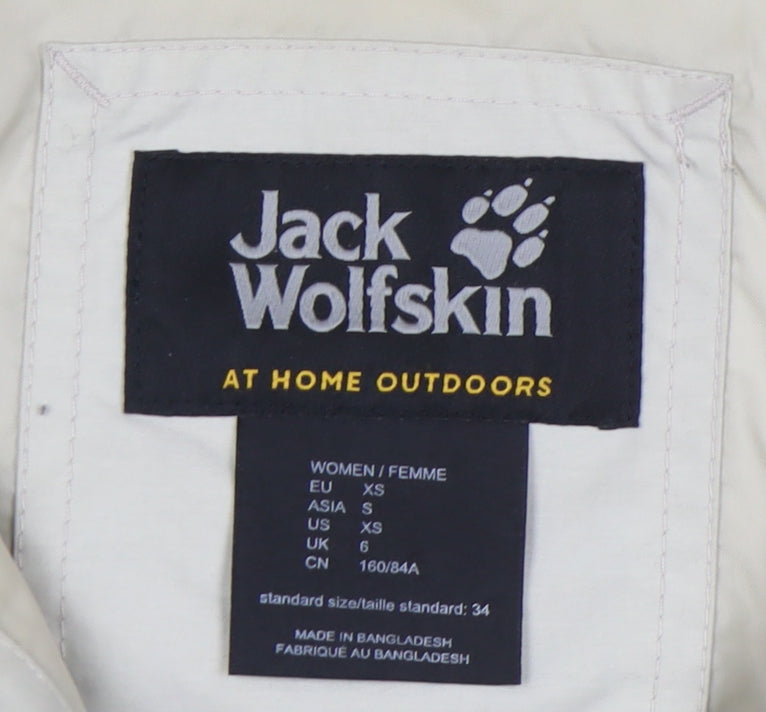 Jack
Wolfskin
AT HOME OUTDOORS
WOMEN / FEMME
EU XS
ASIA S
US XS
UK 6
CN 160/84A
standard size/taille standard: 34
MADE IN BANGLADESH
FABRIQUÉ AU BANGLADESH